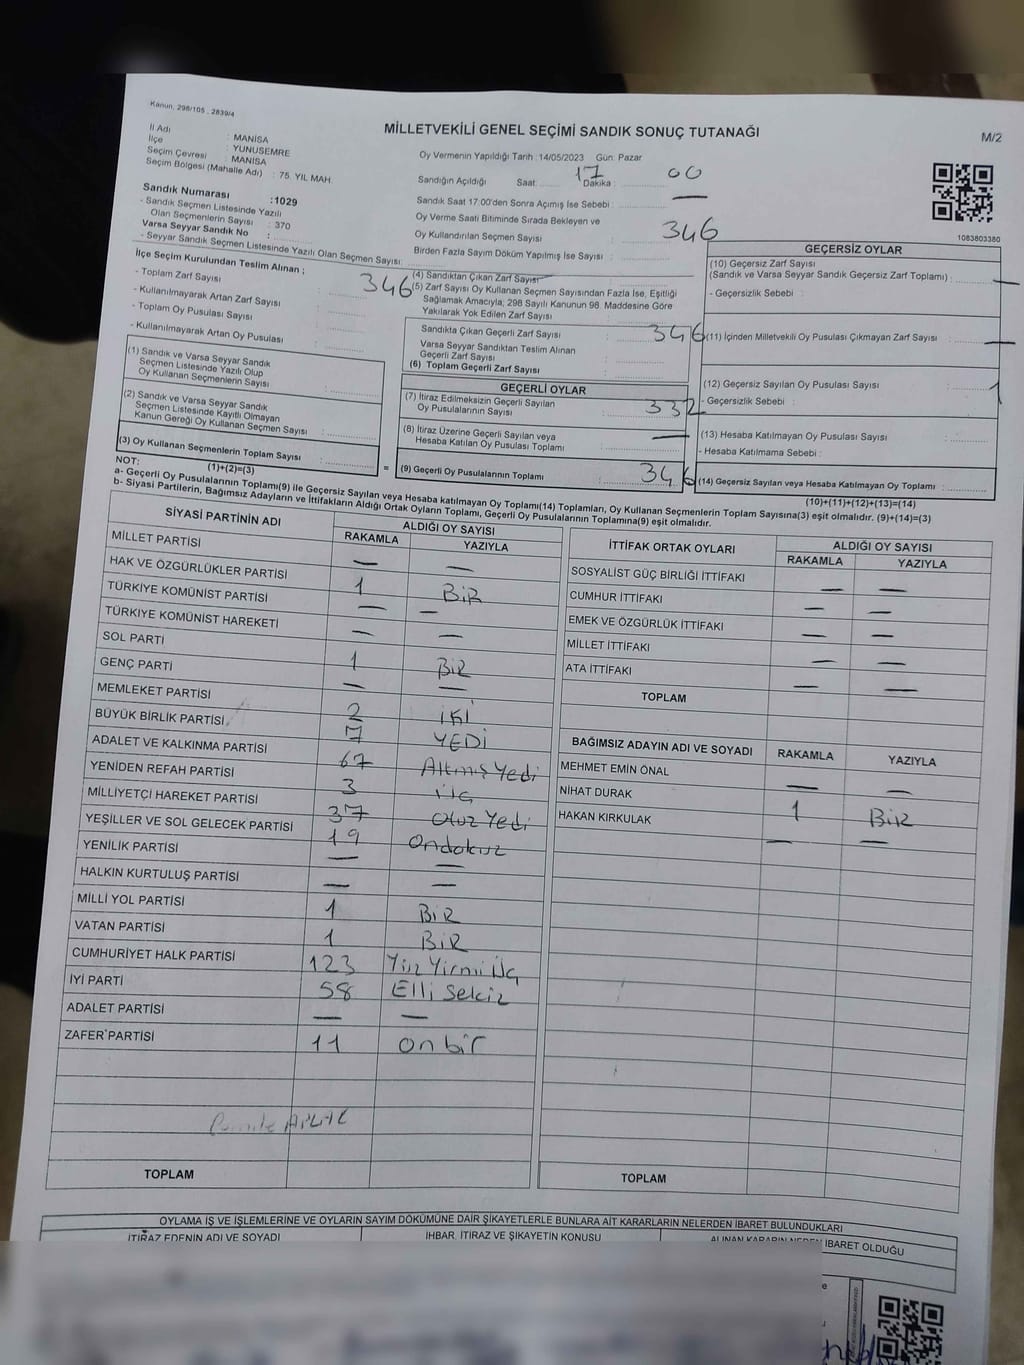 Kanun, 298/105 , 2839/4
MİLLETVEKİLİ GENEL SEÇİMİ SANDIK SONUÇ TUTANAĞI
M/2
İl Adı : MANİSA
İlçe : YUNUSEMRE
Seçim Çevresi : MANİSA
Seçim Bölgesi (Mahalle Adı) : 75. YIL MAH.
Sandık Numarası :1029
- Sandık Seçmen Listesinde Yazılı
Olan Seçmenlerin Sayısı : 370
Varsa Seyyar Sandık No :
- Seyyar Sandık Seçmen Listesinde Yazılı Olan Seçmen Sayısı:
Oy Vermenin Yapıldığı Tarih :14/05/2023 Gün: Pazar
Sandığın Açıldığı Saat: 17 Dakika : 00
Sandık Saat 17:00'den Sonra Açımış İse Sebebi : —
Oy Verme Saati Bitiminde Sırada Bekleyen ve
Oy Kullandırılan Seçmen Sayısı : 346
Birden Fazla Sayım Döküm Yapılmış İse Sayısı :
1083803380
İlçe Seçim Kurulundan Teslim Alınan ;
- Toplam Zarf Sayısı : 346
- Kullanılmayarak Artan Zarf Sayısı :
- Toplam Oy Pusulası Sayısı :
- Kullanılmayarak Artan Oy Pusulası :
(1) Sandık ve Varsa Seyyar Sandık
Seçmen Listesinde Yazılı Olup
Oy Kullanan Seçmenlerin Sayısı :
(2) Sandık ve Varsa Seyyar Sandık
Seçmen Listesinde Kayıtlı Olmayan
Kanun Gereği Oy Kullanan Seçmen Sayısı :
(3) Oy Kullanan Seçmenlerin Toplam Sayısı :
(1)+(2)=(3)
=
(4) Sandıktan Çıkan Zarf Sayısı
(5) Zarf Sayısı Oy Kullanan Seçmen Sayısından Fazla İse, Eşitliği
Sağlamak Amacıyla; 298 Sayılı Kanunun 98. Maddesine Göre
Yakılarak Yok Edilen Zarf Sayısı :
Sandıkta Çıkan Geçerli Zarf Sayısı : 346
Varsa Seyyar Sandıktan Teslim Alınan
Geçerli Zarf Sayısı :
(6) Toplam Geçerli Zarf Sayısı :
GEÇERLİ OYLAR
(7) İtiraz Edilmeksizin Geçerli Sayılan
Oy Pusulalarının Sayısı : 332
(8) İtiraz Üzerine Geçerli Sayılan veya
Hesaba Katılan Oy Pusulası Toplamı : —
(9) Geçerli Oy Pusulalarının Toplamı : 346
GEÇERSİZ OYLAR
(10) Geçersiz Zarf Sayısı
(Sandık ve Varsa Seyyar Sandık Geçersiz Zarf Toplamı) : —
- Geçersizlik Sebebi :
(11) İçinden Milletvekili Oy Pusulası Çıkmayan Zarf Sayısı : —
(12) Geçersiz Sayılan Oy Pusulası Sayısı : 1
- Geçersizlik Sebebi :
(13) Hesaba Katılmayan Oy Pusulası Sayısı :
- Hesaba Katılmama Sebebi :
(14) Geçersiz Sayılan veya Hesaba Katılmayan Oy Toplamı :
(10)+(11)+(12)+(13)=(14)
NOT:
a- Geçerli Oy Pusulalarının Toplamı(9) ile Geçersiz Sayılan veya Hesaba katılmayan Oy Toplamı(14) Toplamları, Oy Kullanan Seçmenlerin Toplam Sayısına(3) eşit olmalıdır. (9)+(14)=(3)
b- Siyasi Partilerin, Bağımsız Adayların ve İttifakların Aldığı Ortak Oyların Toplamı, Geçerli Oy Pusulalarının Toplamına(9) eşit olmalıdır.
SİYASİ PARTİNİN ADI ALDIĞI OY SAYISI
RAKAMLA YAZIYLA
MİLLET PARTİSİ — —
HAK VE ÖZGÜRLÜKLER PARTİSİ 1 BİR
TÜRKİYE KOMÜNİST PARTİSİ — —
TÜRKİYE KOMÜNİST HAREKETİ — —
SOL PARTİ 1 BİR
GENÇ PARTİ — —
MEMLEKET PARTİSİ 2 İKİ
BÜYÜK BİRLİK PARTİSİ 7 YEDİ
ADALET VE KALKINMA PARTİSİ 67 Altmış Yedi
YENİDEN REFAH PARTİSİ 3 Üç
MİLLİYETÇİ HAREKET PARTİSİ 37 Otuz Yedi
YEŞİLLER VE SOL GELECEK PARTİSİ 19 Ondokuz
YENİLİK PARTİSİ — —
HALKIN KURTULUŞ PARTİSİ — —
MİLLİ YOL PARTİSİ 1 BİR
VATAN PARTİSİ 1 BİR
CUMHURİYET HALK PARTİSİ 123 Yüz Yirmi Üç
İYİ PARTİ 58 Elli Sekiz
ADALET PARTİSİ — —
ZAFER PARTİSİ 11 on bir
TOPLAM
İTTİFAK ORTAK OYLARI ALDIĞI OY SAYISI
RAKAMLA YAZIYLA
SOSYALİST GÜÇ BİRLİĞİ İTTİFAKI — —
CUMHUR İTTİFAKI — —
EMEK VE ÖZGÜRLÜK İTTİFAKI — —
MİLLET İTTİFAKI — —
ATA İTTİFAKI — —
TOPLAM
BAĞIMSIZ ADAYIN ADI VE SOYADI RAKAMLA YAZIYLA
MEHMET EMİN ÖNAL — —
NİHAT DURAK 1 BİR
HAKAN KIRKULAK — —
TOPLAM
OYLAMA İŞ VE İŞLEMLERİNE VE OYLARIN SAYIM DÖKÜMÜNE DAİR ŞİKAYETLERLE BUNLARA AİT KARARLARIN NELERDEN İBARET BULUNDUKLARI
İTİRAZ EDENİN ADI VE SOYADI İHBAR, İTİRAZ VE ŞİKAYETİN KONUSU ALINAN KARARIN NEDEN İBARET OLDUĞU